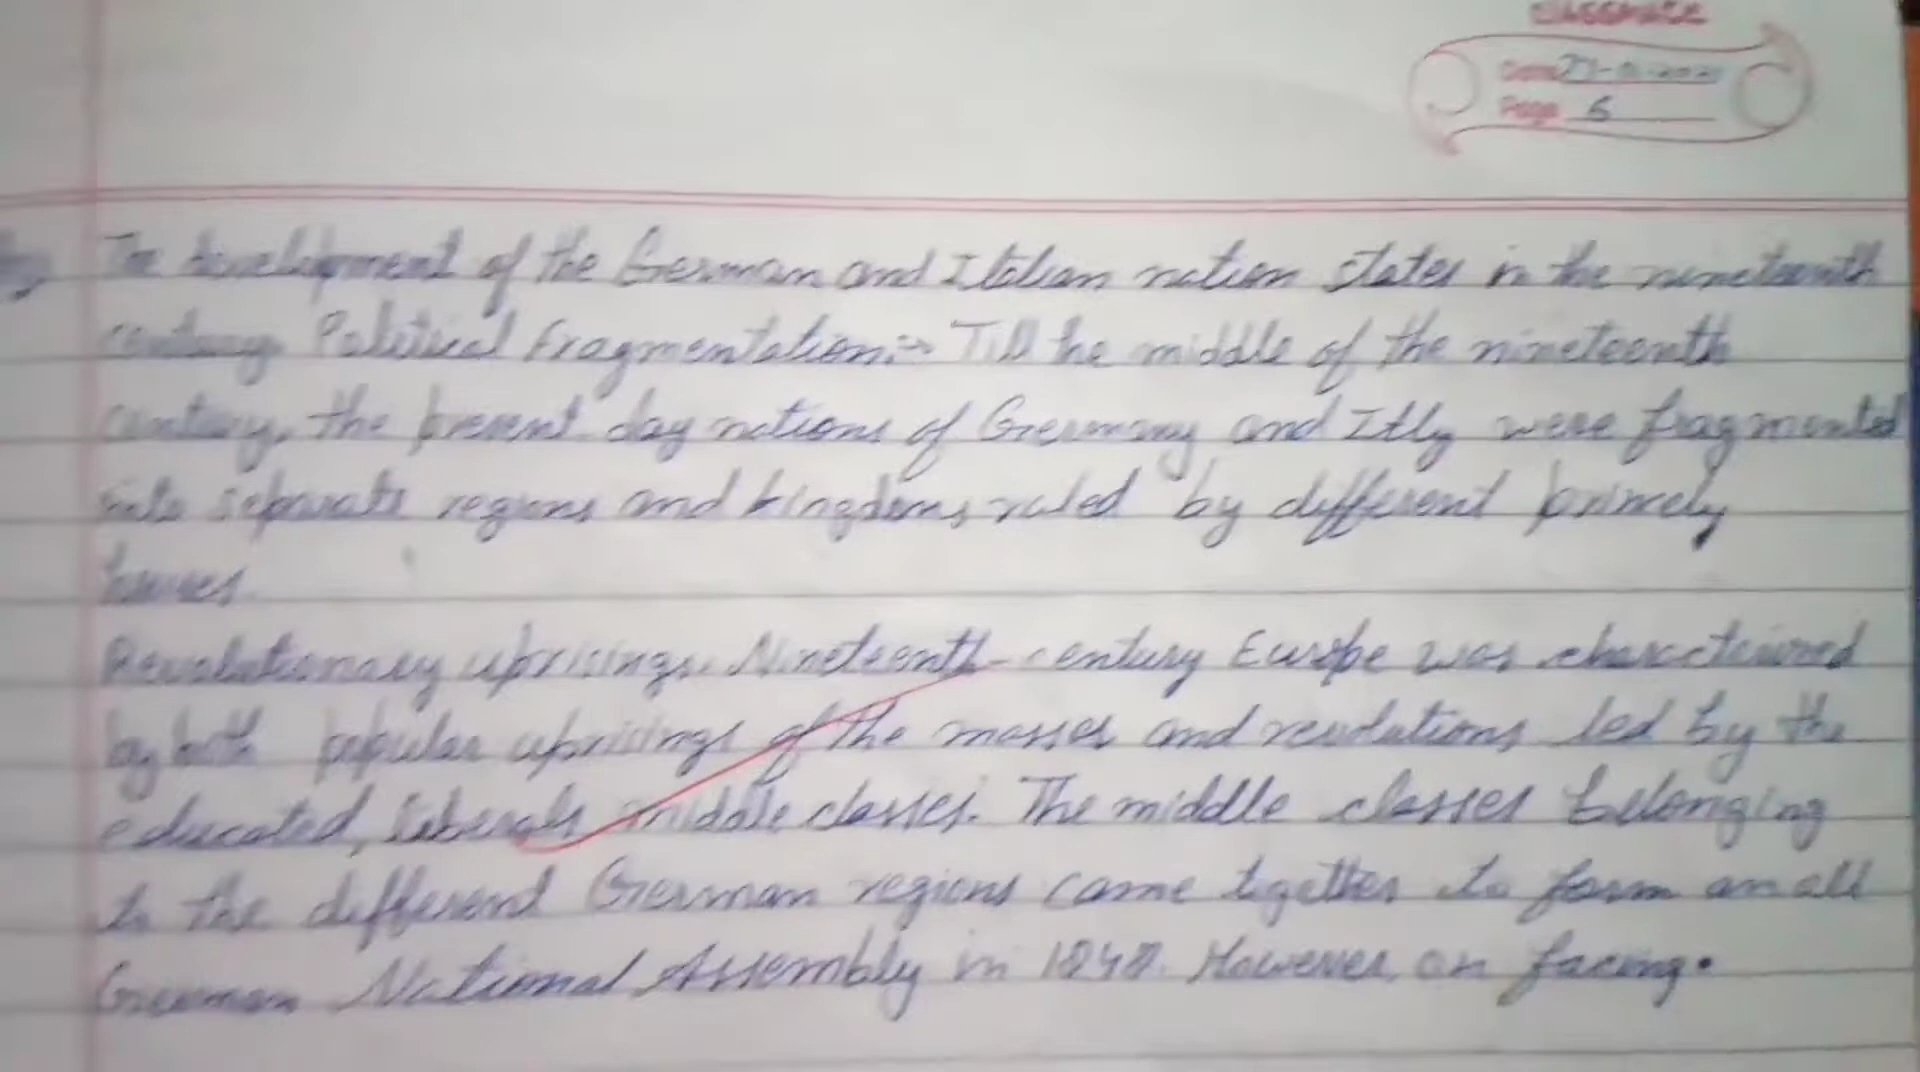 CLASSMATE
Date
Page 6
The development of the German and Italian nation states in the nineteenth
century Political Fragmentation:- Till the middle of the nineteenth
century, the present day nations of Germany and Itly were fragmented
into separate regions and kingdoms, ruled by different princely
houses.
Revolutionary uprisings. Nineteenth-century Europe was
by both popular uprisings of the masses and revolutions led by the
educated, liberals middle classes. The middle classes belonging
to the different German regions came together to form an all
German National Assembly in 1848. However on facing.